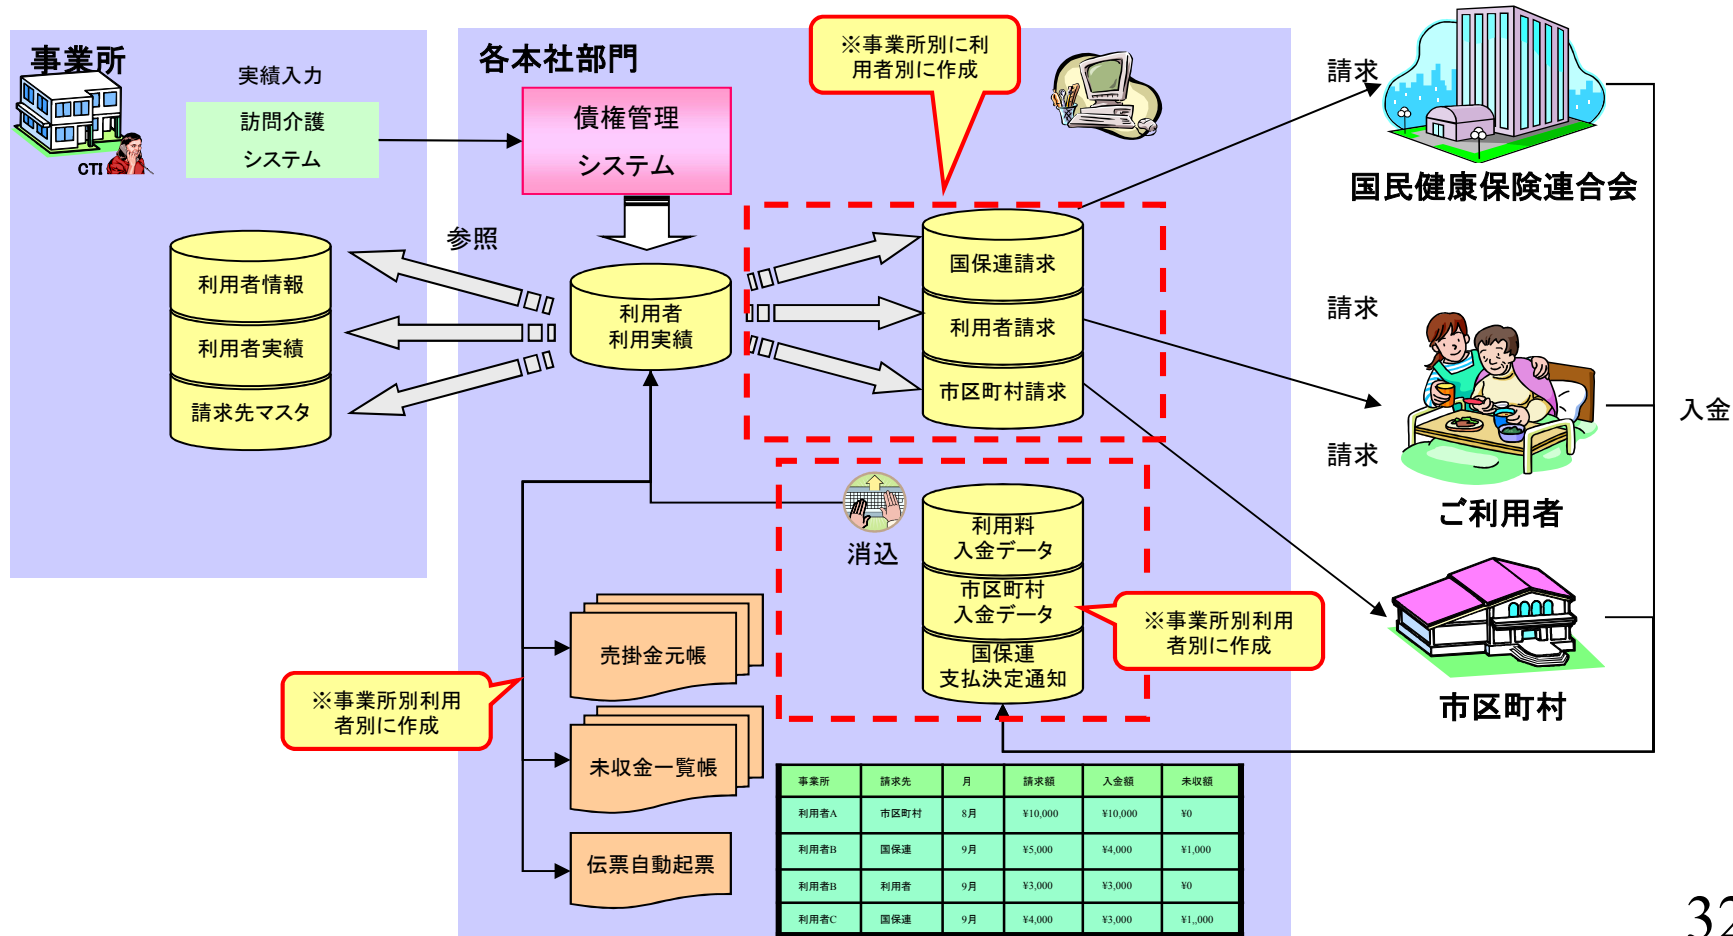 事業所
実績入力
訪問介護
システム
CTI
利用者情報
利用者実績
請求先マスタ
参照
各本社部門
債権管理
システム
利用者
利用実績
※事業所別に利
用者別に作成
国保連請求
利用者請求
市区町村請求
請求
国民健康保険連合会
請求
請求
ご利用者
入金
市区町村
消込
利用料
入金データ
市区町村
入金データ
国保連
支払決定通知
※事業所別利用
者別に作成
※事業所別利用
者別に作成
売掛金元帳
未収金一覧帳
伝票自動起票
事業所 請求先 月 請求額 入金額 未収額
利用者A 市区町村 8月 ¥10,000 ¥10,000 ¥0
利用者B 国保連 9月 ¥5,000 ¥4,000 ¥1,000
利用者B 利用者 9月 ¥3,000 ¥3,000 ¥0
利用者C 国保連 9月 ¥4,000 ¥3,000 ¥1,,000
32